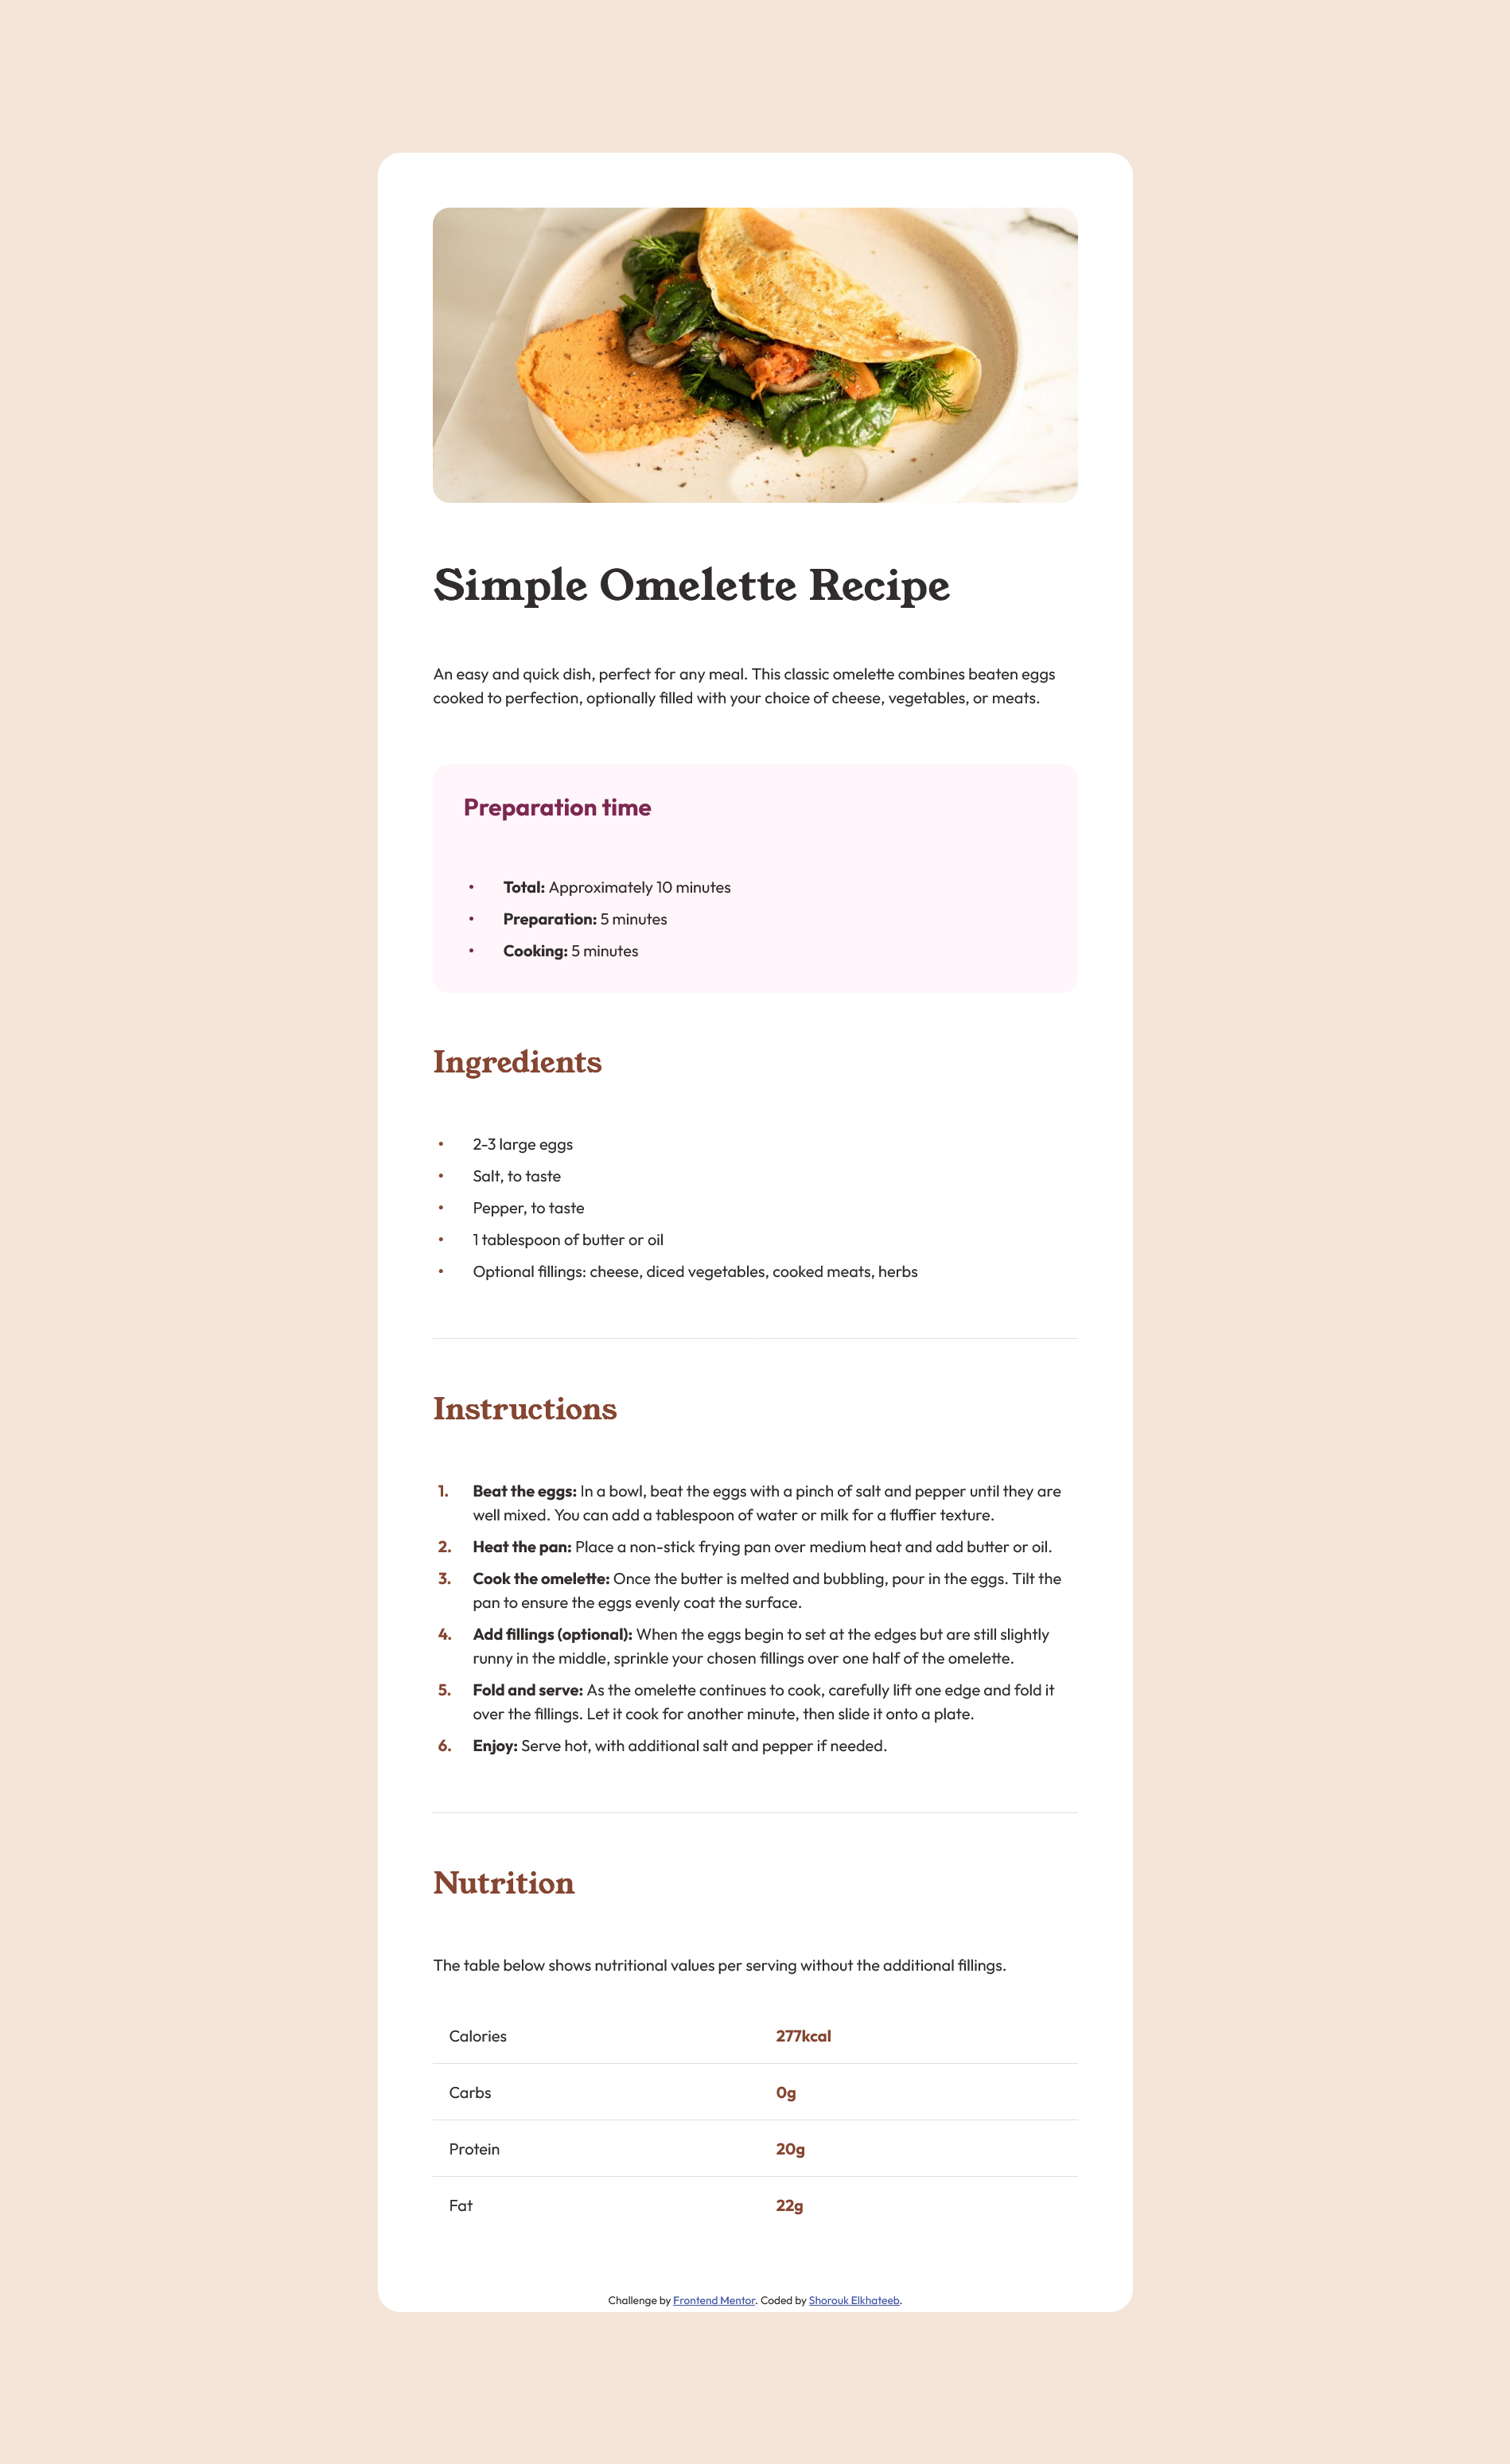 Simple Omelette Recipe
An easy and quick dish, perfect for any meal. This classic omelette combines beaten eggs
cooked to perfection, optionally filled with your choice of cheese, vegetables, or meats.
Preparation time
• Total: Approximately 10 minutes
• Preparation: 5 minutes
• Cooking: 5 minutes
Ingredients
• 2-3 large eggs
• Salt, to taste
• Pepper, to taste
• 1 tablespoon of butter or oil
• Optional fillings: cheese, diced vegetables, cooked meats, herbs
Instructions
1. Beat the eggs: In a bowl, beat the eggs with a pinch of salt and pepper until they are
well mixed. You can add a tablespoon of water or milk for a fluffier texture.
2. Heat the pan: Place a non-stick frying pan over medium heat and add butter or oil.
3. Cook the omelette: Once the butter is melted and bubbling, pour in the eggs. Tilt the
pan to ensure the eggs evenly coat the surface.
4. Add fillings (optional): When the eggs begin to set at the edges but are still slightly
runny in the middle, sprinkle your chosen fillings over one half of the omelette.
5. Fold and serve: As the omelette continues to cook, carefully lift one edge and fold it
over the fillings. Let it cook for another minute, then slide it onto a plate.
6. Enjoy: Serve hot, with additional salt and pepper if needed.
Nutrition
The table below shows nutritional values per serving without the additional fillings.
Calories 277kcal
Carbs 0g
Protein 20g
Fat 22g
Challenge by Frontend Mentor. Coded by Shorouk Elkhateeb.